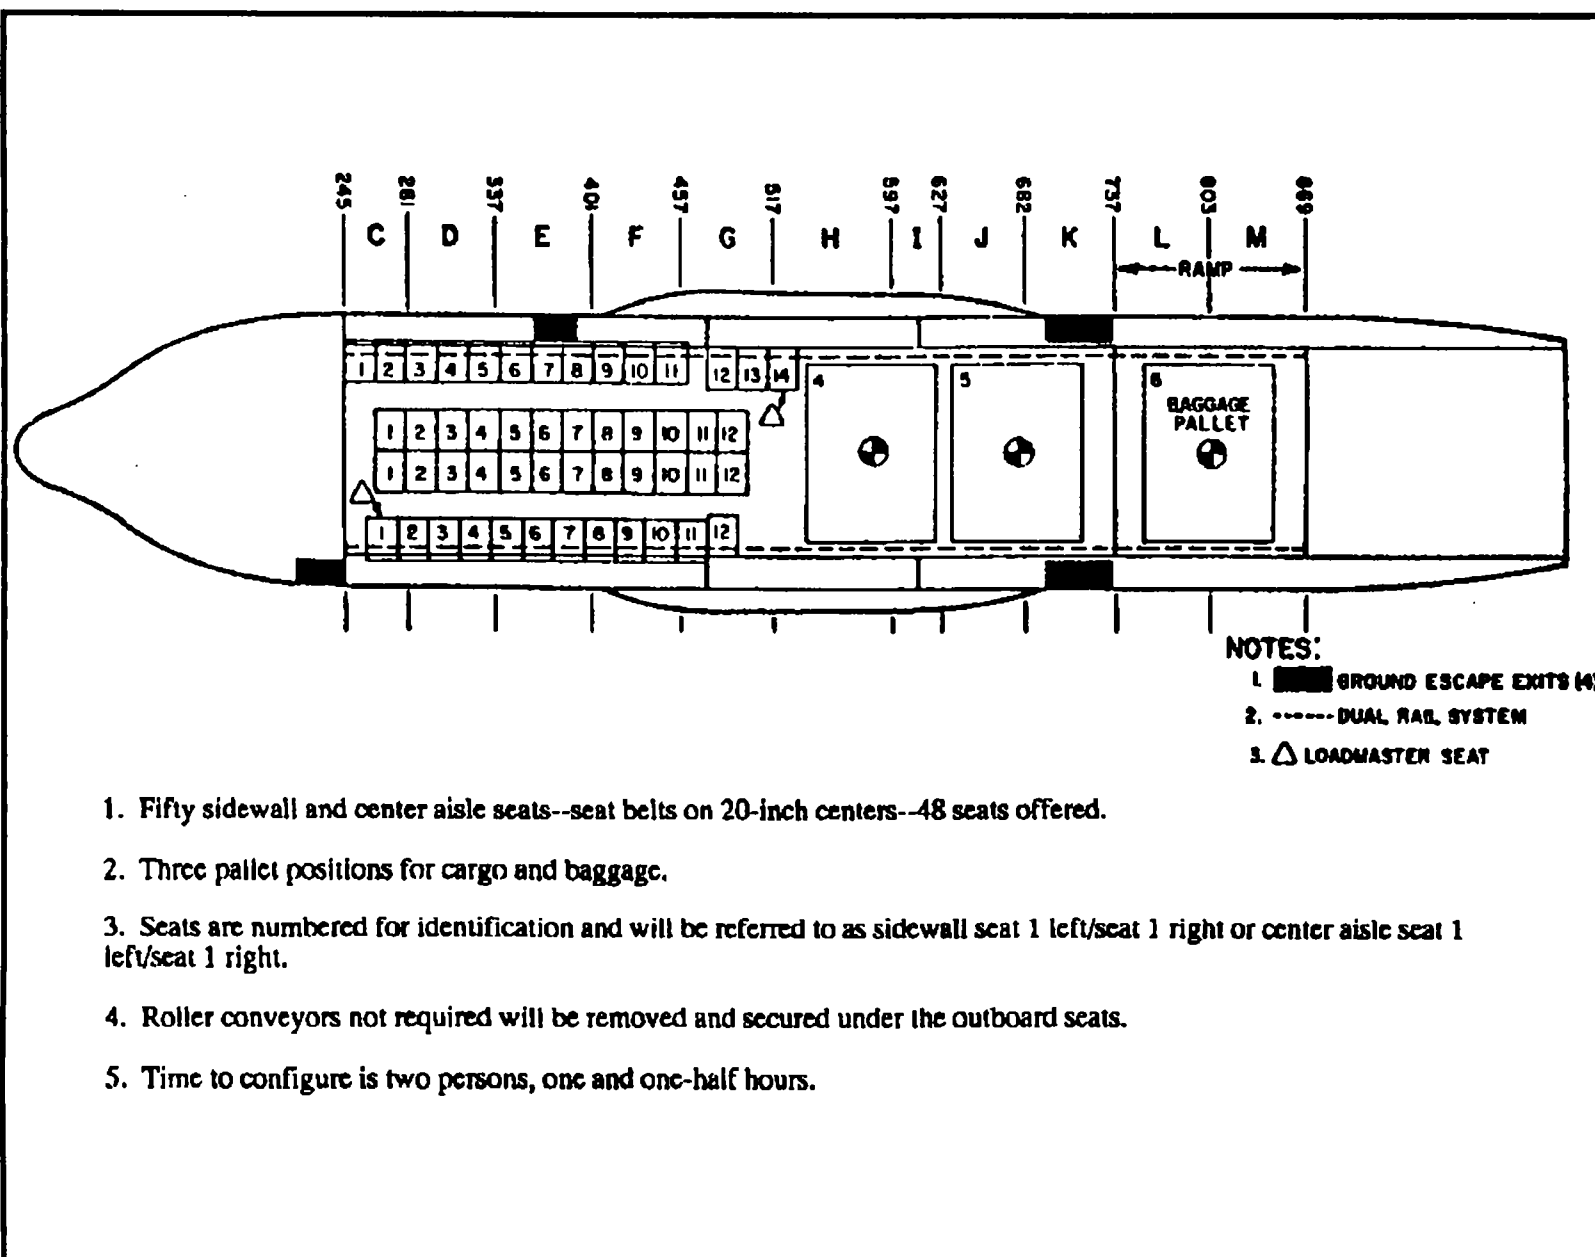 245 281 337 401 457 517 597 627 682 737 803 869
C D E F G H I J K L M
RAMP
1 2 3 4 5 6 7 8 9 10 11 12 13 14
4 5 6
BAGGAGE
PALLET
1 2 3 4 5 6 7 8 9 10 11 12
1 2 3 4 5 6 7 8 9 10 11 12
1 2 3 4 5 6 7 8 9 10 11 12
NOTES:
1. GROUND ESCAPE EXITS (4)
2. ------ DUAL RAIL SYSTEM
3. △ LOADMASTER SEAT
1. Fifty sidewall and center aisle seats--seat belts on 20-inch centers--48 seats offered.
2. Three pallet positions for cargo and baggage.
3. Seats are numbered for identification and will be referred to as sidewall seat 1 left/seat 1 right or center aisle seat 1
left/seat 1 right.
4. Roller conveyors not required will be removed and secured under the outboard seats.
5. Time to configure is two persons, one and one-half hours.